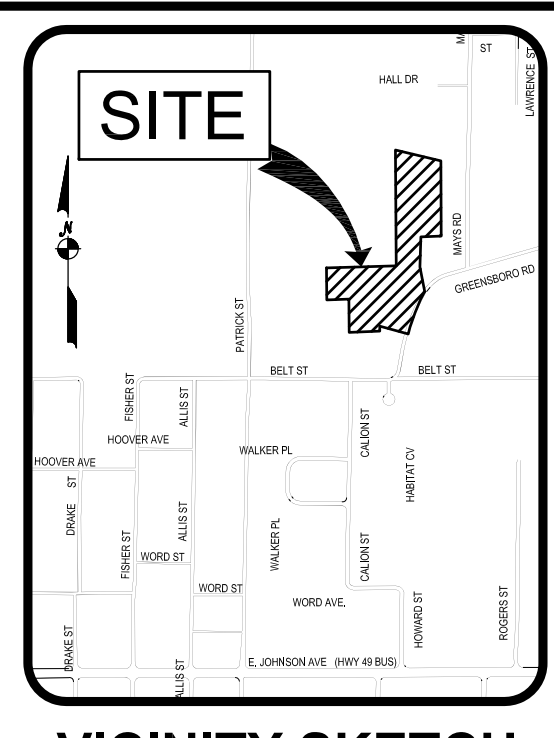 MA
ST
LAWRENCE ST
HALL DR
SITE
N
MAYS RD
GREENSBORO RD
PATRICK ST
BELT ST
BELT ST
FISHER ST
ALLIS ST
CALION ST
HOOVER AVE
WALKER PL
HOOVER AVE
HABITAT CV
DRAKE ST
ALLIS ST
WALKER PL
FISHER ST
WORD ST
CALION ST
WORD ST
WORD AVE.
HOWARD ST
ROGERS ST
DRAKE ST
E. JOHNSON AVE (HWY 49 BUS)
ALLIS ST
VICINITY SKETCH